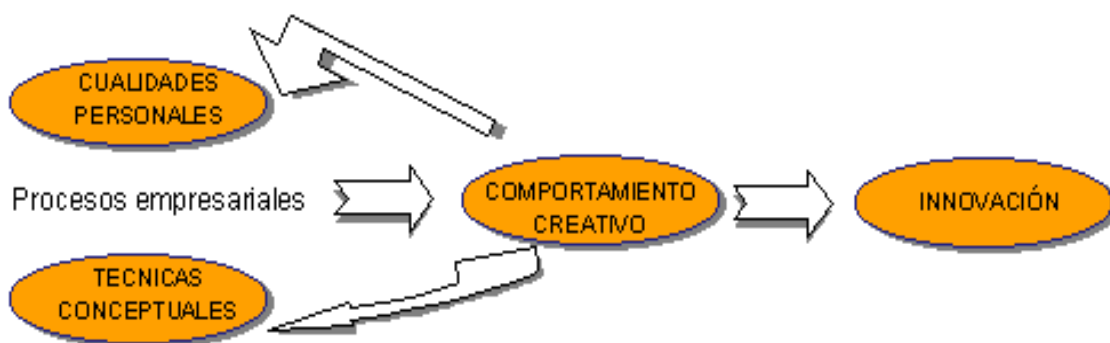 CUALIDADES
PERSONALES
Procesos empresariales
COMPORTAMIENTO
CREATIVO
INNOVACIÓN
TECNICAS
CONCEPTUALES